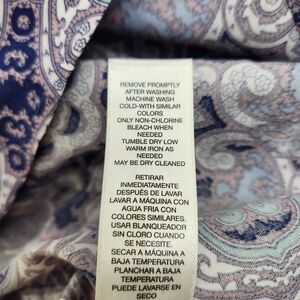 REMOVE PROMPTLY
AFTER WASHING
MACHINE WASH
COLD-WITH SIMILAR
COLORS
ONLY NON-CHLORINE
BLEACH WHEN
NEEDED
TUMBLE DRY LOW
WARM IRON AS
NEEDED
MAY BE DRY CLEANED
RETIRAR
INMEDIATAMENTE
DESPUÉS DE LAVAR
LAVAR A MÁQUINA CON
AGUA FRIA CON
COLORES SIMILARES.
USAR BLANQUEADOR
SIN CLORO CUANDO
SE NECESITE.
SECAR A MÁQUINA A
BAJA TEMPERATURA
PLANCHAR A BAJA
TEMPERATURA
PUEDE LAVARSE EN
SECO